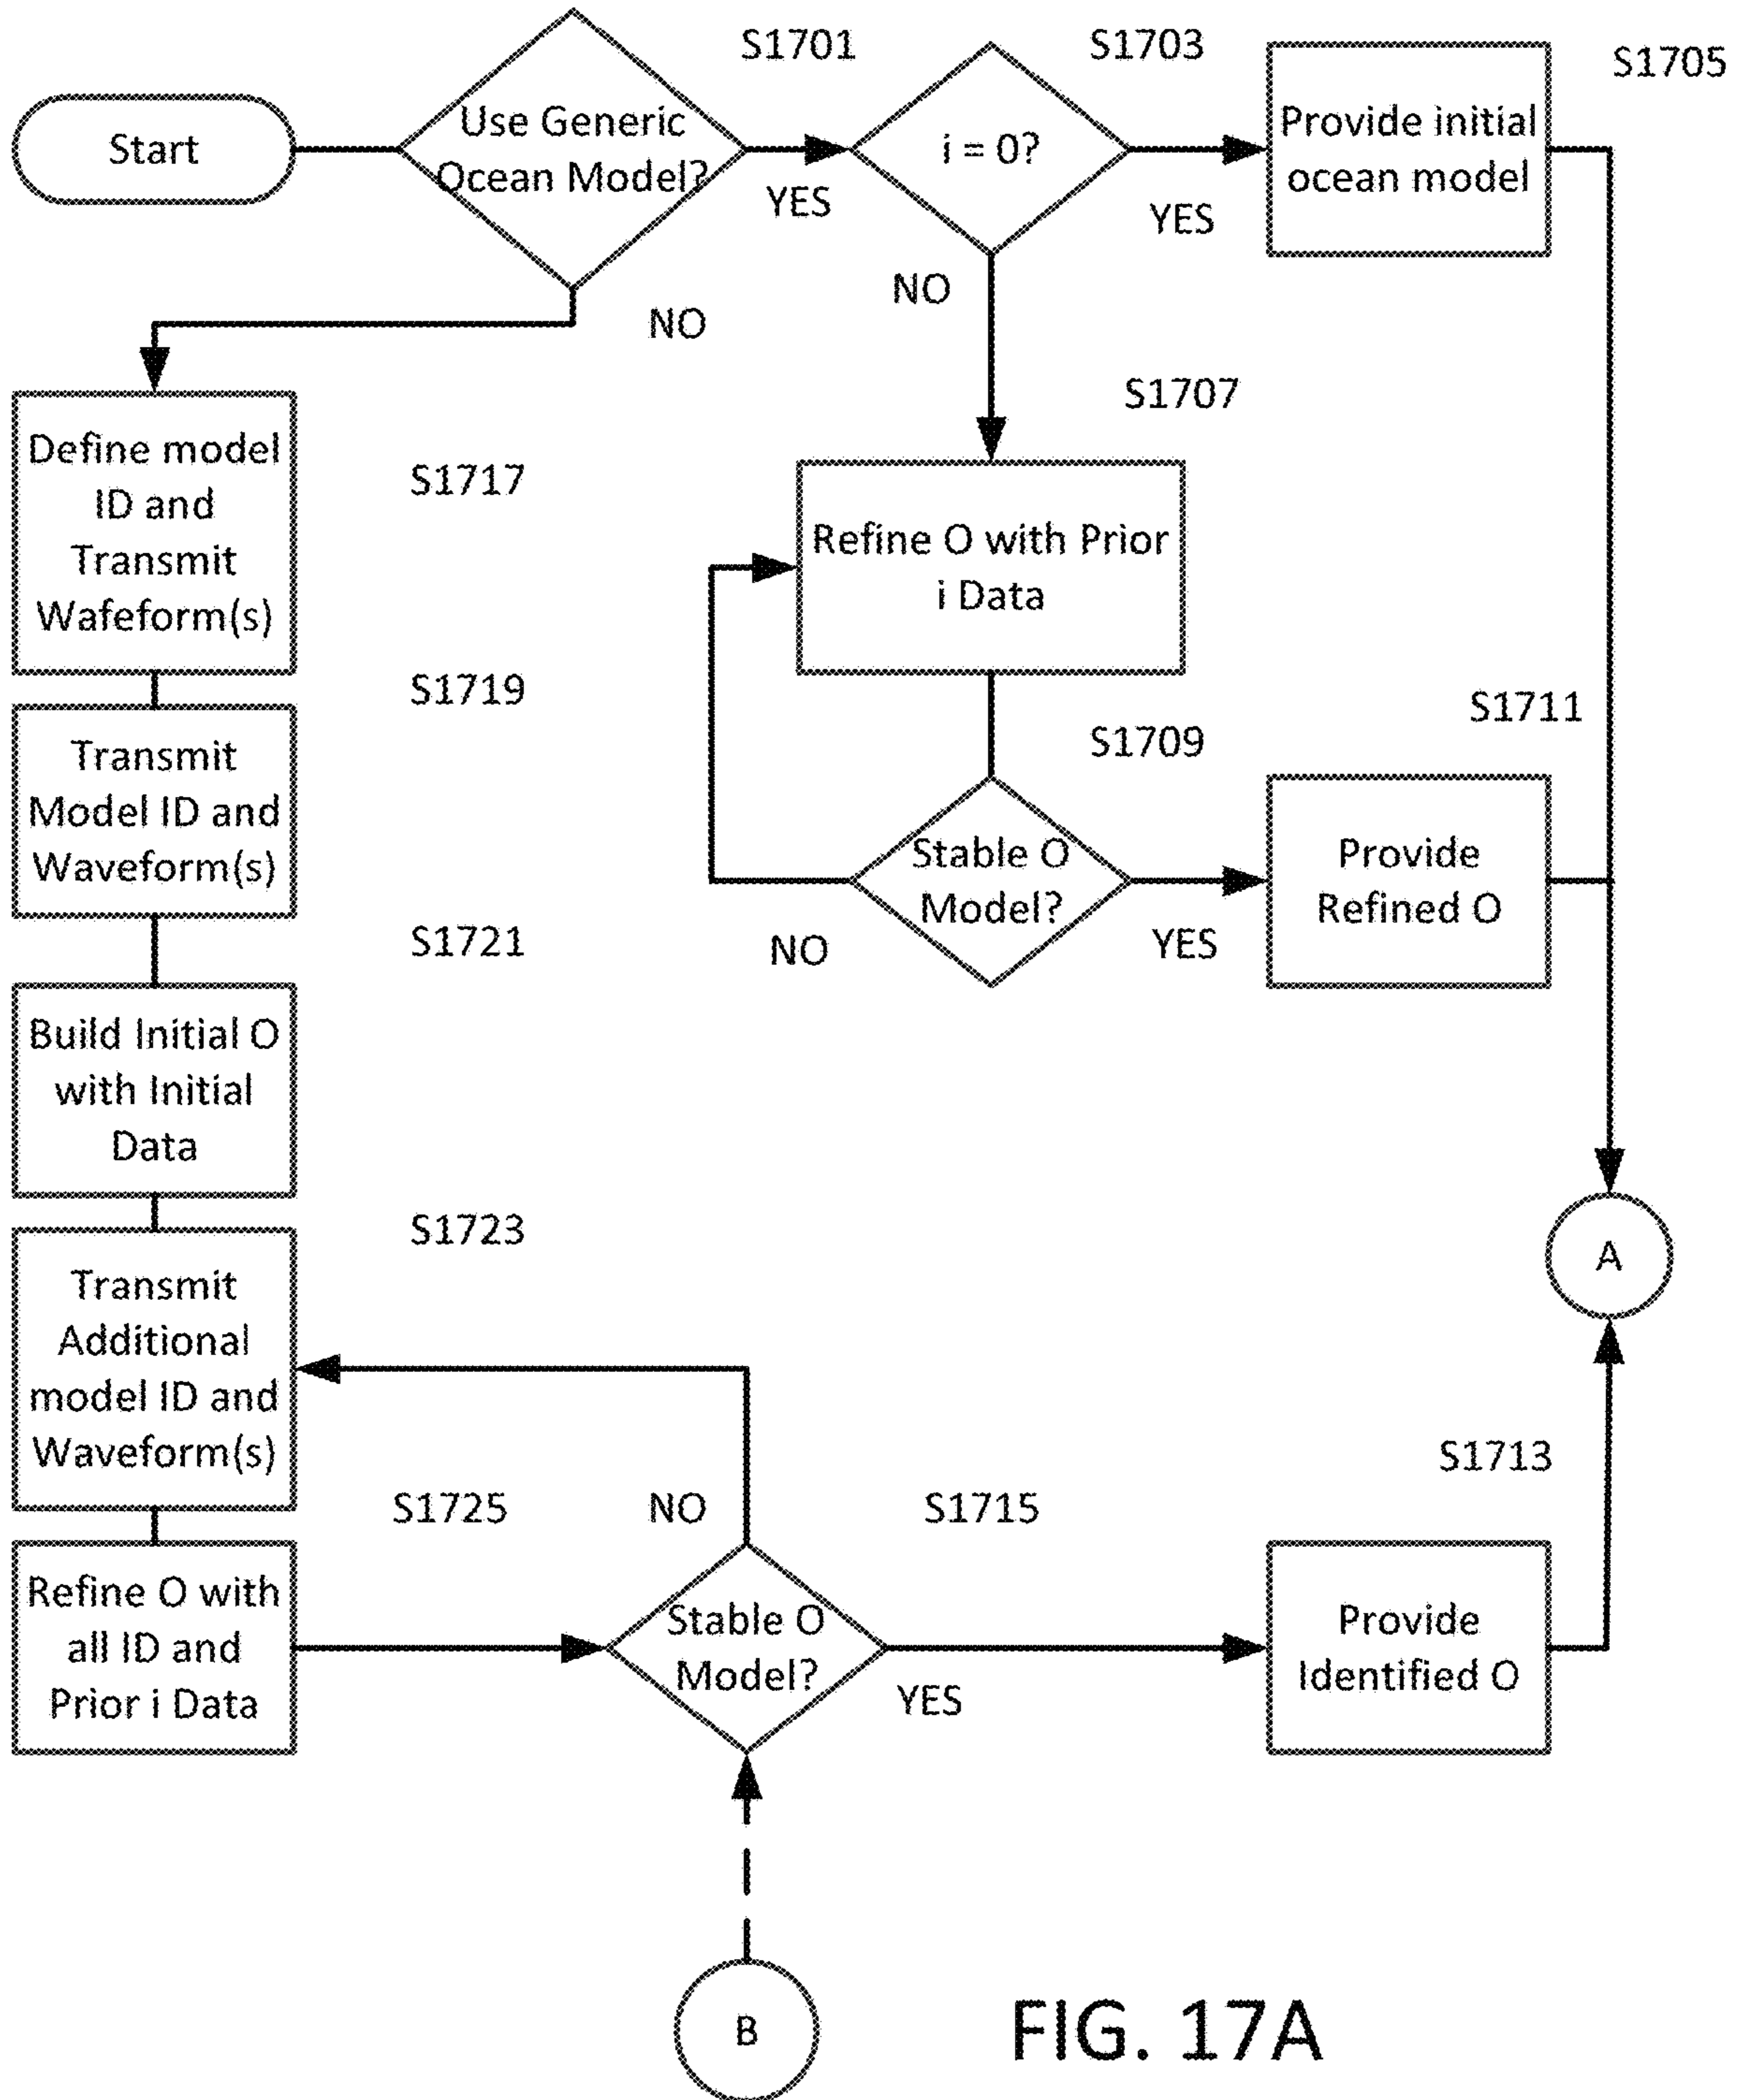 S1701
S1703
S1705
Start
Use Generic
Ocean Model?
i = 0?
Provide initial
ocean model
YES
YES
NO
NO
S1707
Define model
ID and
Transmit
Wafeform(s)
S1717
Refine O with Prior
i Data
S1719
S1711
Transmit
Model ID and
Waveform(s)
S1709
Stable O
Model?
Provide
Refined O
NO
YES
S1721
Build Initial O
with Initial
Data
S1723
A
Transmit
Additional
model ID and
Waveform(s)
S1713
S1725
NO
S1715
Refine O with
all ID and
Prior i Data
Stable O
Model?
YES
Provide
Identified O
B
FIG. 17A